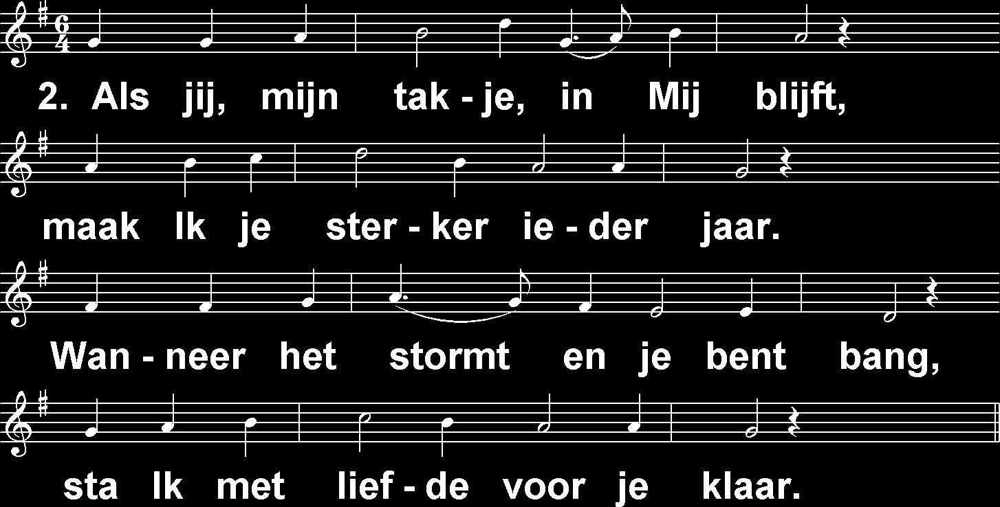 2. Als jij, mijn tak - je, in Mij blijft,
maak Ik je ster - ker ie - der jaar.
Wan - neer het stormt en je bent bang,
sta Ik met lief - de voor je klaar.